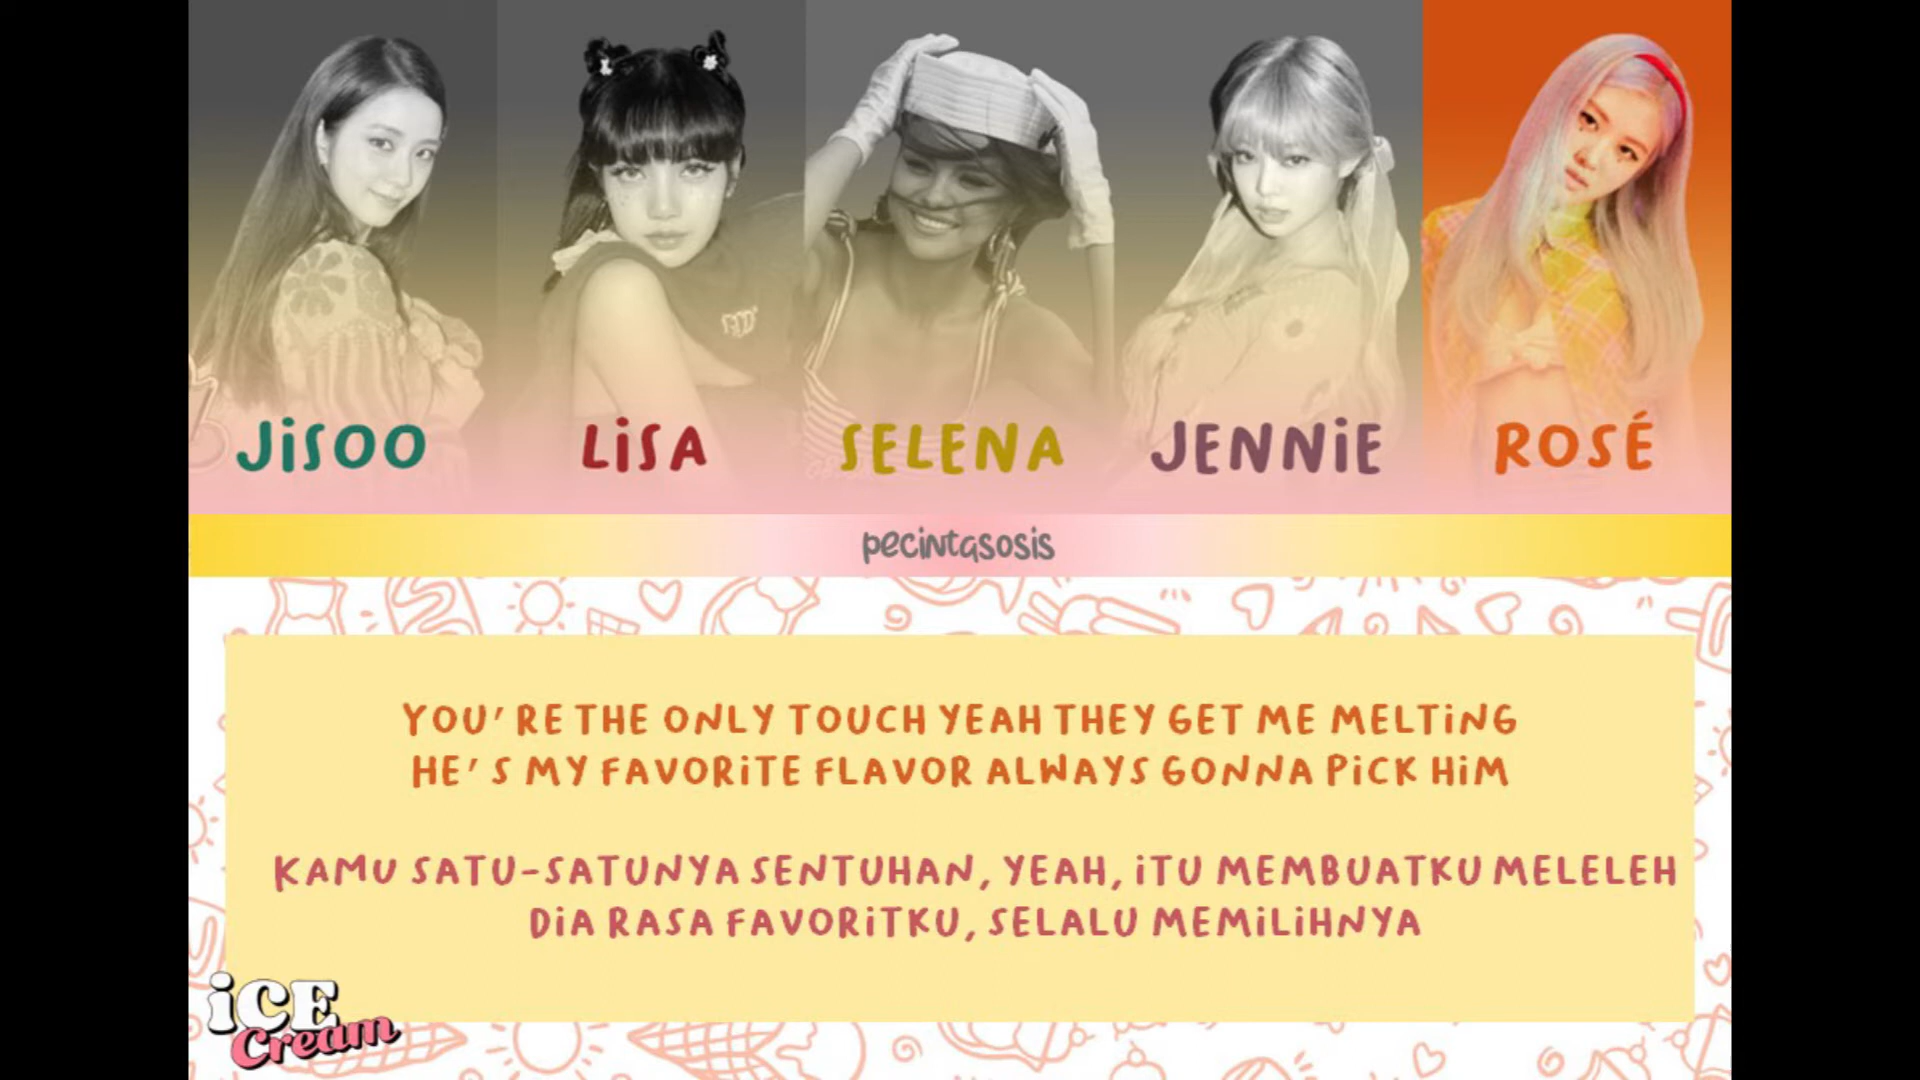 JiSOO
LiSA
SELENA
JENNiE
ROSÉ
pecintasosis
YOU'RE THE ONLY TOUCH YEAH THEY GET ME MELTiNG
HE'S MY FAVORiTE FLAVOR ALWAYS GONNA PiCK HiM
KAMU SATU-SATUNYA SENTUHAN, YEAH, iTU MEMBUATKU MELELEH
DiA RASA FAVORiTKU, SELALU MEMiLiHNYA
iCE
Cream